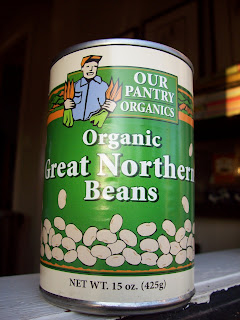 OUR
PANTRY
ORGANICS
Organic
Great Northern
Beans
NET WT. 15 oz. (425g)